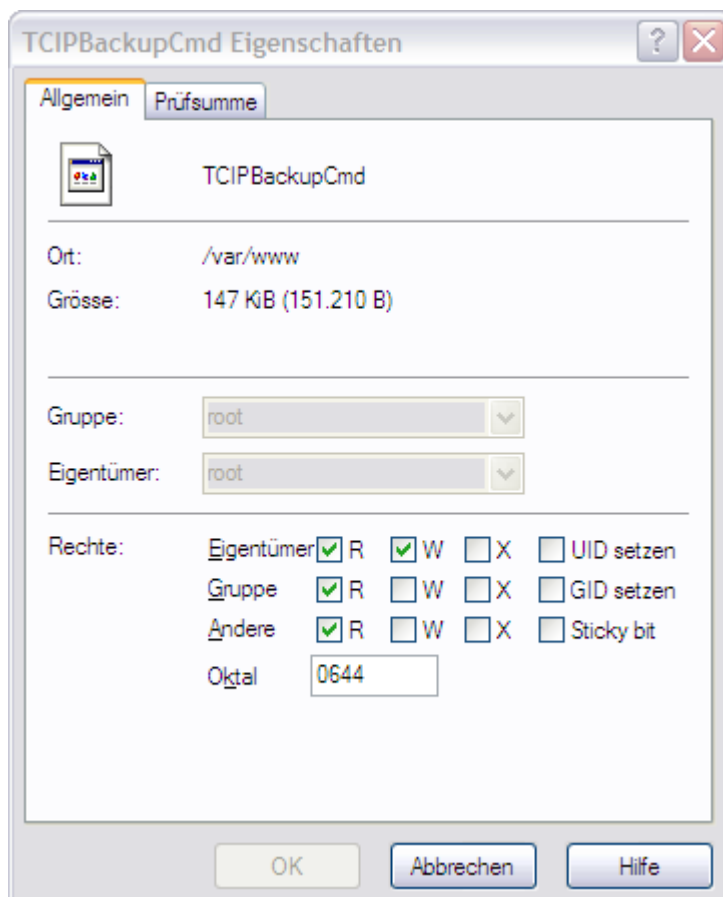 TCIPBackupCmd Eigenschaften
Allgemein Prüfsumme
TCIPBackupCmd
Ort: /var/www
Grösse: 147 KiB (151.210 B)
Gruppe: root
Eigentümer: root
Rechte: Eigentümer R W X UID setzen
Gruppe R W X GID setzen
Andere R W X Sticky bit
Oktal 0644
OK Abbrechen Hilfe